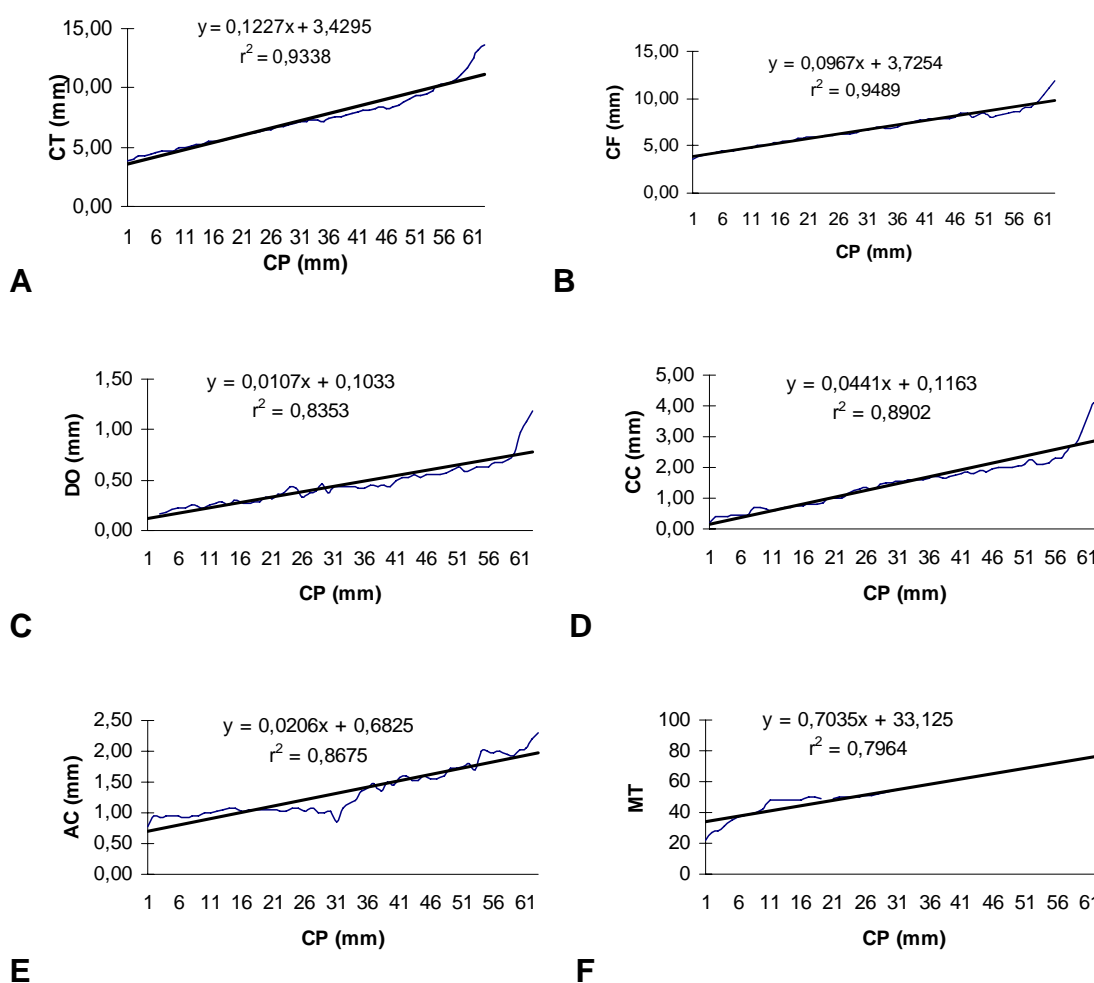 y = 0,1227x + 3,4295
r² = 0,9338
15,00
10,00
5,00
0,00
CT (mm)
1 6 11 16 21 26 31 36 41 46 51 56 61
CP (mm)
A
y = 0,0967x + 3,7254
r² = 0,9489
15,00
10,00
5,00
0,00
CF (mm)
1 6 11 16 21 26 31 36 41 46 51 56 61
CP (mm)
B
y = 0,0107x + 0,1033
r² = 0,8353
1,50
1,00
0,50
0,00
DO (mm)
1 6 11 16 21 26 31 36 41 46 51 56 61
CP (mm)
C
y = 0,0441x + 0,1163
r² = 0,8902
5,00
4,00
3,00
2,00
1,00
0,00
CC (mm)
1 6 11 16 21 26 31 36 41 46 51 56 61
CP (mm)
D
y = 0,0206x + 0,6825
r² = 0,8675
2,50
2,00
1,50
1,00
0,50
0,00
AC (mm)
1 6 11 16 21 26 31 36 41 46 51 56 61
CP (mm)
E
y = 0,7035x + 33,125
r² = 0,7964
100
80
60
40
20
0
MT
1 6 11 16 21 26 31 36 41 46 51 56 61
CP (mm)
F